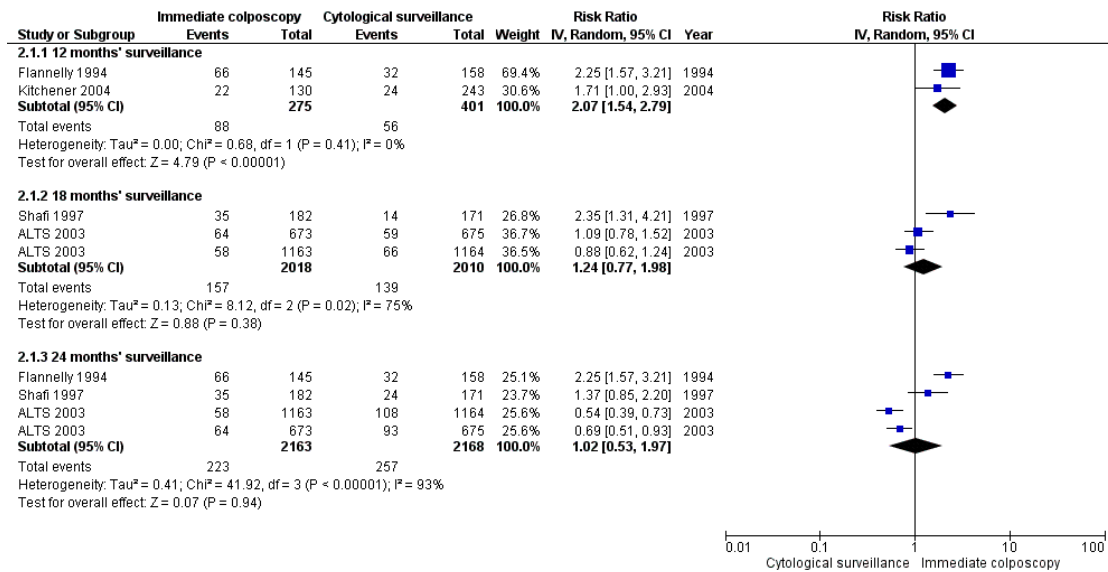 Immediate colposcopy Cytological surveillance Risk Ratio Risk Ratio
Study or Subgroup Events Total Events Total Weight IV, Random, 95% CI Year IV, Random, 95% CI
2.1.1 12 months' surveillance
Flannelly 1994 66 145 32 158 69.4% 2.25 [1.57, 3.21] 1994
Kitchener 2004 22 130 24 243 30.6% 1.71 [1.00, 2.93] 2004
Subtotal (95% CI) 275 401 100.0% 2.07 [1.54, 2.79]
Total events 88 56
Heterogeneity: Tau² = 0.00; Chi² = 0.68, df = 1 (P = 0.41); I² = 0%
Test for overall effect: Z = 4.79 (P < 0.00001)
2.1.2 18 months' surveillance
Shafi 1997 35 182 14 171 26.8% 2.35 [1.31, 4.21] 1997
ALTS 2003 64 673 59 675 36.7% 1.09 [0.78, 1.52] 2003
ALTS 2003 58 1163 66 1164 36.5% 0.88 [0.62, 1.24] 2003
Subtotal (95% CI) 2018 2010 100.0% 1.24 [0.77, 1.98]
Total events 157 139
Heterogeneity: Tau² = 0.13; Chi² = 8.12, df = 2 (P = 0.02); I² = 75%
Test for overall effect: Z = 0.88 (P = 0.38)
2.1.3 24 months' surveillance
Flannelly 1994 66 145 32 158 25.1% 2.25 [1.57, 3.21] 1994
Shafi 1997 35 182 24 171 23.7% 1.37 [0.85, 2.20] 1997
ALTS 2003 58 1163 108 1164 25.6% 0.54 [0.39, 0.73] 2003
ALTS 2003 64 673 93 675 25.6% 0.69 [0.51, 0.93] 2003
Subtotal (95% CI) 2163 2168 100.0% 1.02 [0.53, 1.97]
Total events 223 257
Heterogeneity: Tau² = 0.41; Chi² = 41.92, df = 3 (P < 0.00001); I² = 93%
Test for overall effect: Z = 0.07 (P = 0.94)
0.01 0.1 1 10 100
Cytological surveillance Immediate colposcopy